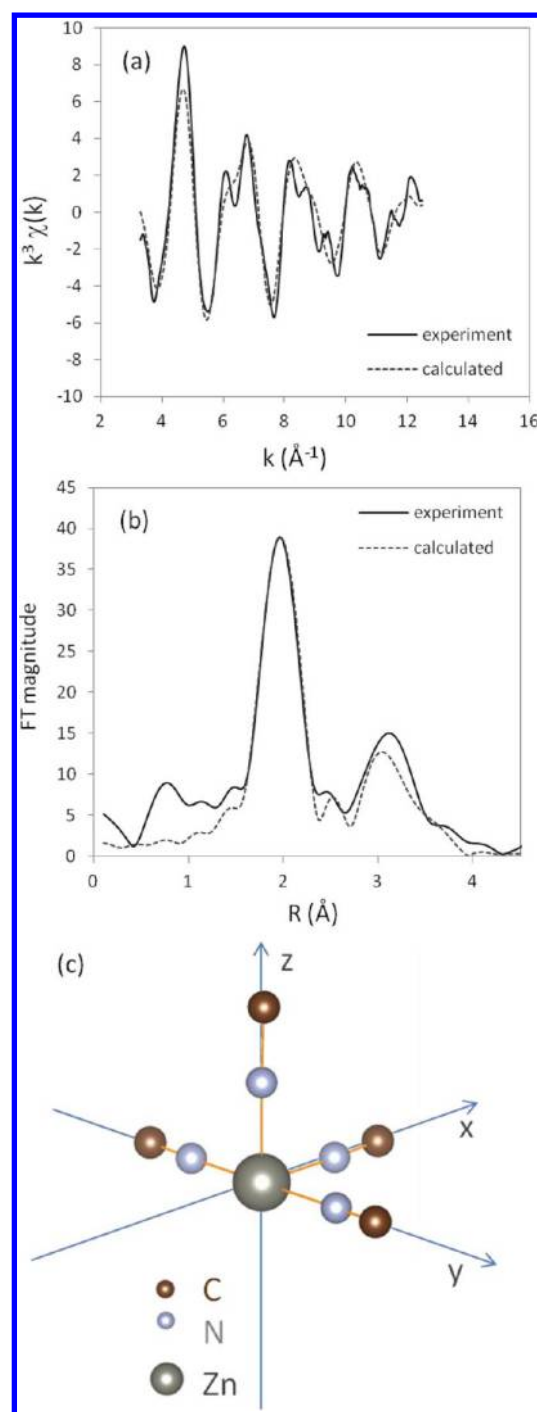 (a)
10
8
6
4
2
0
-2
-4
-6
-8
-10
k³ χ(k)
experiment
calculated
2 4 6 8 10 12 14 16
k (Å⁻¹)
(b)
45
40
35
30
25
20
15
10
5
0
FT magnitude
experiment
calculated
0 1 2 3 4
R (Å)
(c)
z
x
y
C
N
Zn